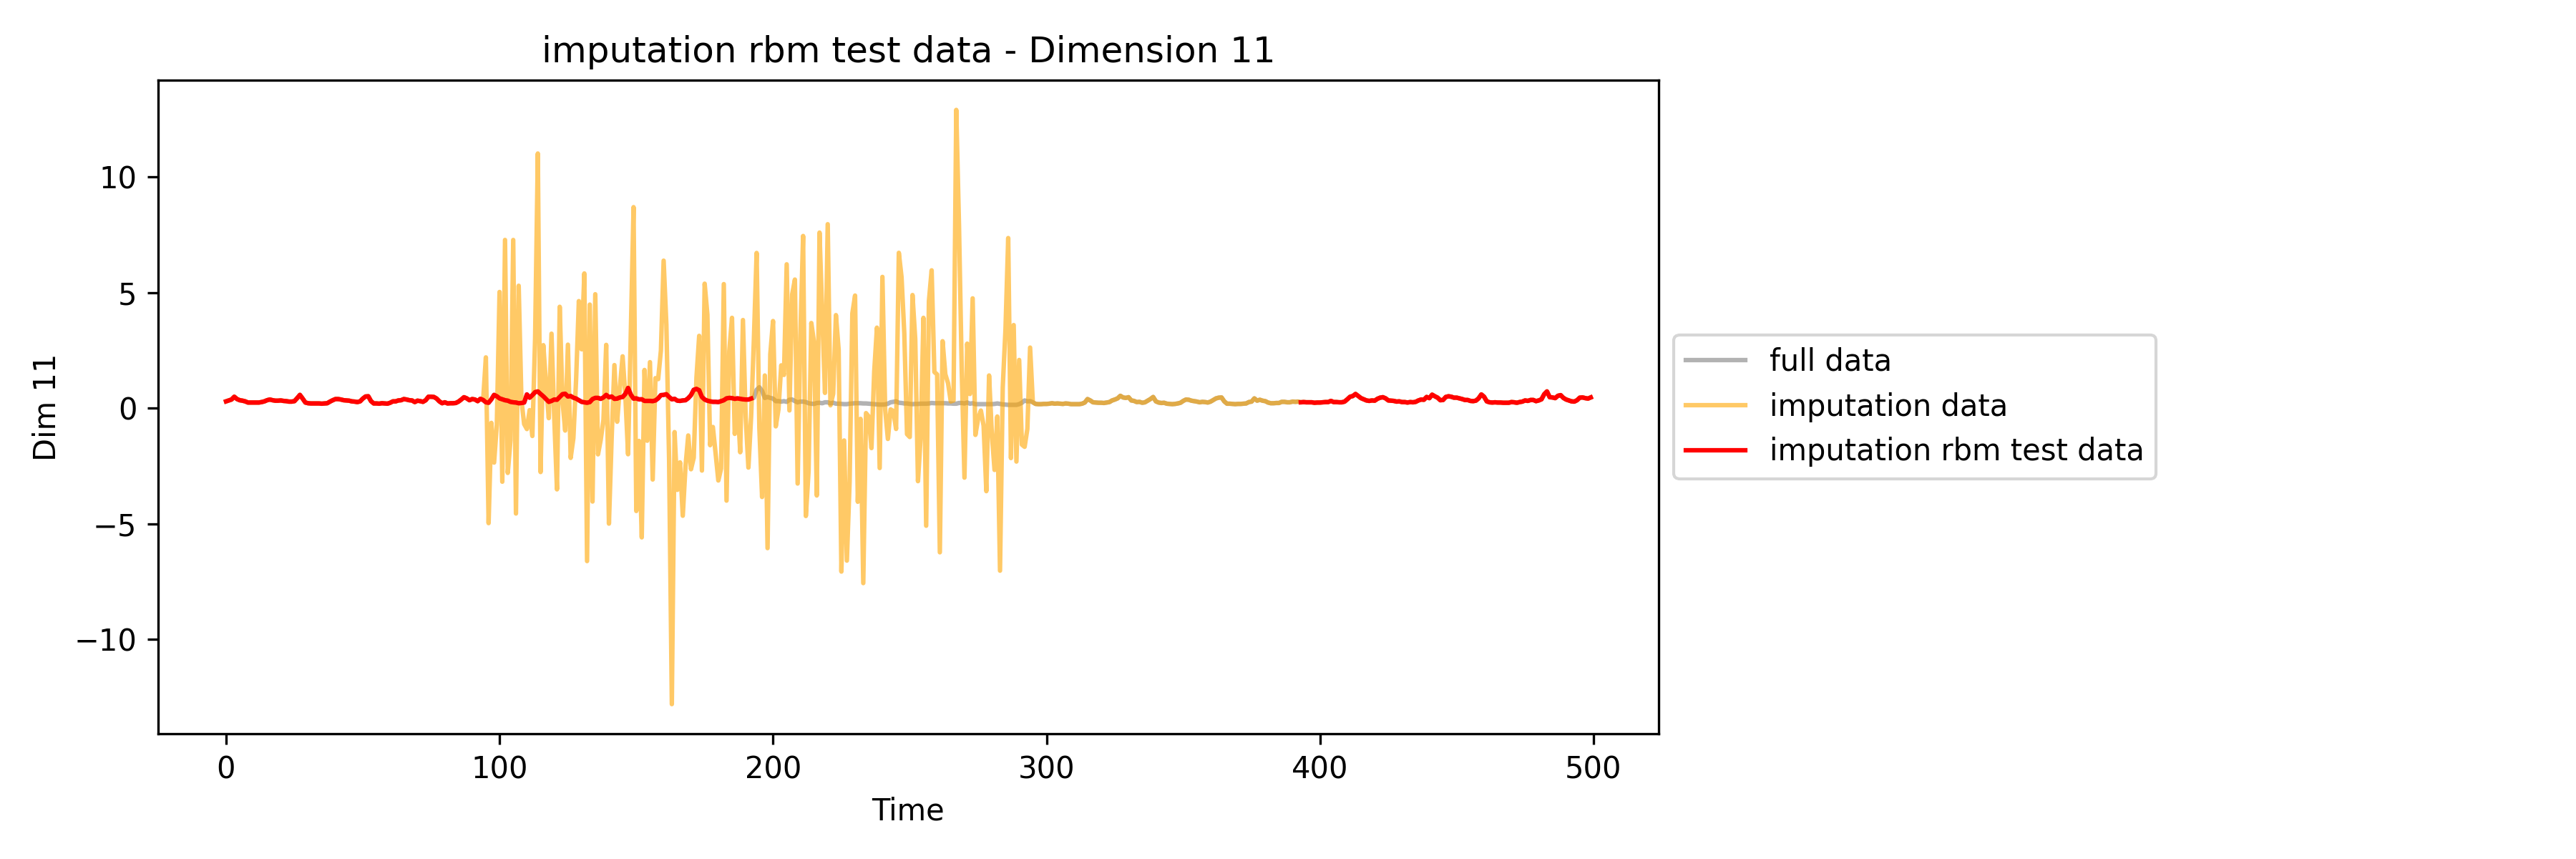 imputation rbm test data - Dimension 11
10
5
0
−5
−10
Dim 11
0 100 200 300 400 500
Time
full data
imputation data
imputation rbm test data